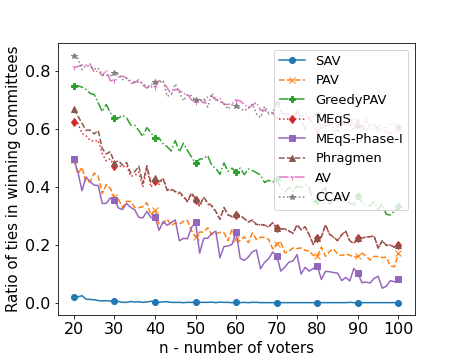 Ratio of ties in winning committees
0.8
0.6
0.4
0.2
0.0
20 30 40 50 60 70 80 90 100
n - number of voters
SAV
PAV
GreedyPAV
MEqS
MEqS-Phase-I
Phragmen
AV
CCAV